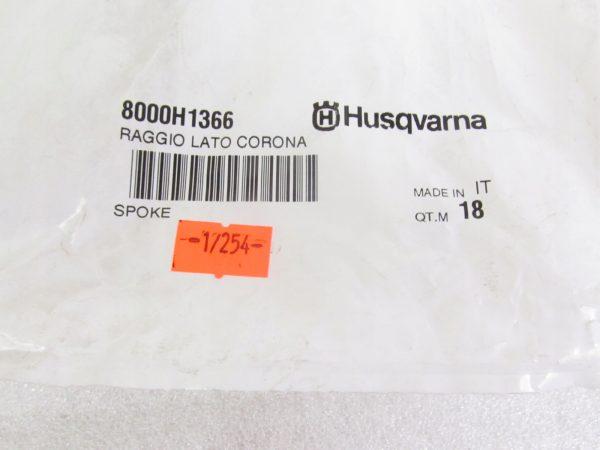 8000H1366
Husqvarna
RAGGIO LATO CORONA
MADE IN IT
SPOKE
QT.M 18
-17254-